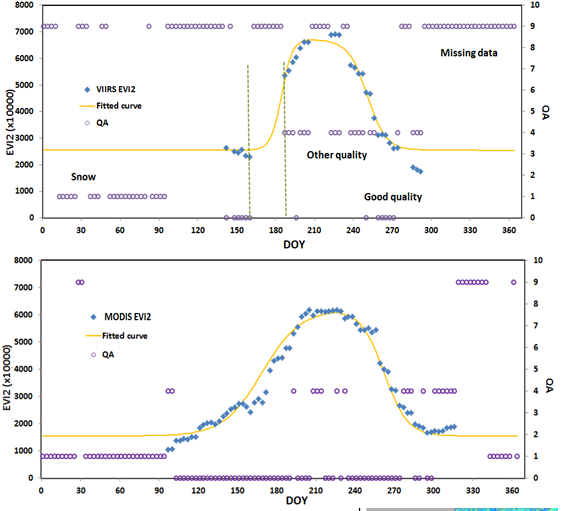 8000
7000
6000
5000
4000
3000
2000
1000
0
EVI2 (x10000)
10
9
8
7
6
5
4
3
2
1
0
QA
Missing data
VIIRS EVI2
Fitted curve
QA
Other quality
Snow
Good quality
0 30 60 90 120 150 180 210 240 270 300 330 360
DOY
8000
7000
6000
5000
4000
3000
2000
1000
0
EVI2 (x10000)
10
9
8
7
6
5
4
3
2
1
0
QA
MODIS EVI2
Fitted curve
QA
0 30 60 90 120 150 180 210 240 270 300 330 360
DOY